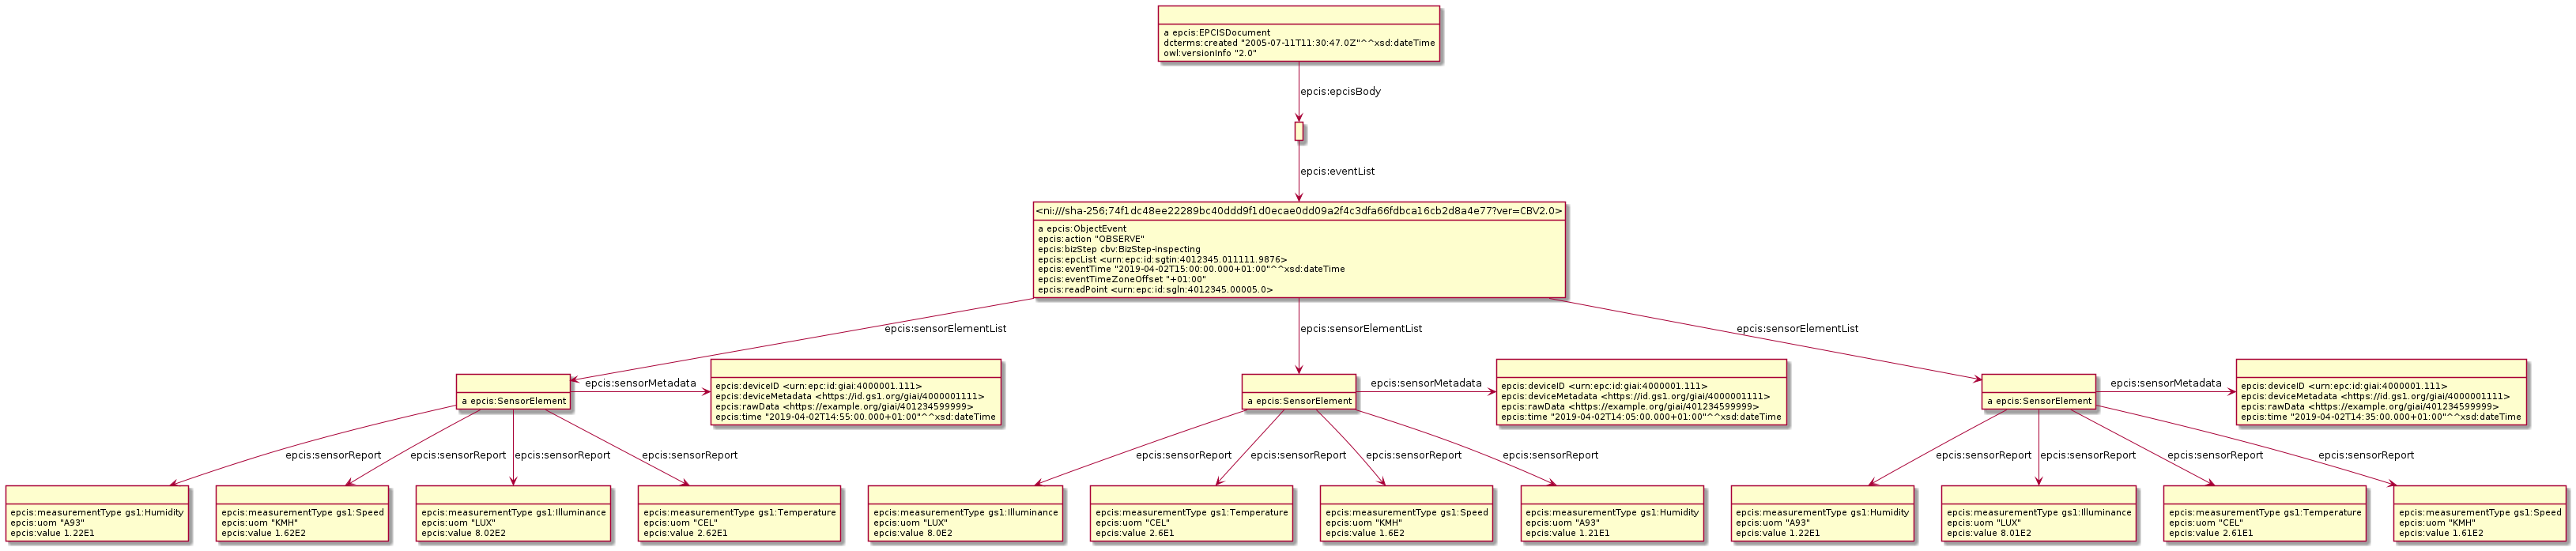 a epcis:EPCISDocument
dcterms:created "2005-07-11T11:30:47.0Z"^^xsd:dateTime
owl:versionInfo "2.0"
epcis:epcisBody
epcis:eventList
<ni:///sha-256;74f1dc48ee22289bc40ddd9f1d0ecae0dd09a2f4c3dfa66fdbca16cb2d8a4e77?ver=CBV2.0>
a epcis:ObjectEvent
epcis:action "OBSERVE"
epcis:bizStep cbv:BizStep-inspecting
epcis:epcList <urn:epc:id:sgtin:4012345.011111.9876>
epcis:eventTime "2019-04-02T15:00:00.000+01:00"^^xsd:dateTime
epcis:eventTimeZoneOffset "+01:00"
epcis:readPoint <urn:epc:id:sgln:4012345.00005.0>
epcis:sensorElementList
epcis:sensorElementList
epcis:sensorElementList
a epcis:SensorElement
epcis:sensorMetadata
epcis:deviceID <urn:epc:id:giai:4000001.111>
epcis:deviceMetadata <https://id.gs1.org/giai/4000001111>
epcis:rawData <https://example.org/giai/401234599999>
epcis:time "2019-04-02T14:55:00.000+01:00"^^xsd:dateTime
a epcis:SensorElement
epcis:sensorMetadata
epcis:deviceID <urn:epc:id:giai:4000001.111>
epcis:deviceMetadata <https://id.gs1.org/giai/4000001111>
epcis:rawData <https://example.org/giai/401234599999>
epcis:time "2019-04-02T14:05:00.000+01:00"^^xsd:dateTime
a epcis:SensorElement
epcis:sensorMetadata
epcis:deviceID <urn:epc:id:giai:4000001.111>
epcis:deviceMetadata <https://id.gs1.org/giai/4000001111>
epcis:rawData <https://example.org/giai/401234599999>
epcis:time "2019-04-02T14:35:00.000+01:00"^^xsd:dateTime
epcis:sensorReport
epcis:sensorReport
epcis:sensorReport
epcis:sensorReport
epcis:sensorReport
epcis:sensorReport
epcis:sensorReport
epcis:sensorReport
epcis:sensorReport
epcis:sensorReport
epcis:sensorReport
epcis:sensorReport
epcis:measurementType gs1:Humidity
epcis:uom "A93"
epcis:value 1.22E1
epcis:measurementType gs1:Speed
epcis:uom "KMH"
epcis:value 1.62E2
epcis:measurementType gs1:Illuminance
epcis:uom "LUX"
epcis:value 8.02E2
epcis:measurementType gs1:Temperature
epcis:uom "CEL"
epcis:value 2.62E1
epcis:measurementType gs1:Illuminance
epcis:uom "LUX"
epcis:value 8.0E2
epcis:measurementType gs1:Temperature
epcis:uom "CEL"
epcis:value 2.6E1
epcis:measurementType gs1:Speed
epcis:uom "KMH"
epcis:value 1.6E2
epcis:measurementType gs1:Humidity
epcis:uom "A93"
epcis:value 1.21E1
epcis:measurementType gs1:Humidity
epcis:uom "A93"
epcis:value 1.22E1
epcis:measurementType gs1:Illuminance
epcis:uom "LUX"
epcis:value 8.01E2
epcis:measurementType gs1:Temperature
epcis:uom "CEL"
epcis:value 2.61E1
epcis:measurementType gs1:Speed
epcis:uom "KMH"
epcis:value 1.61E2